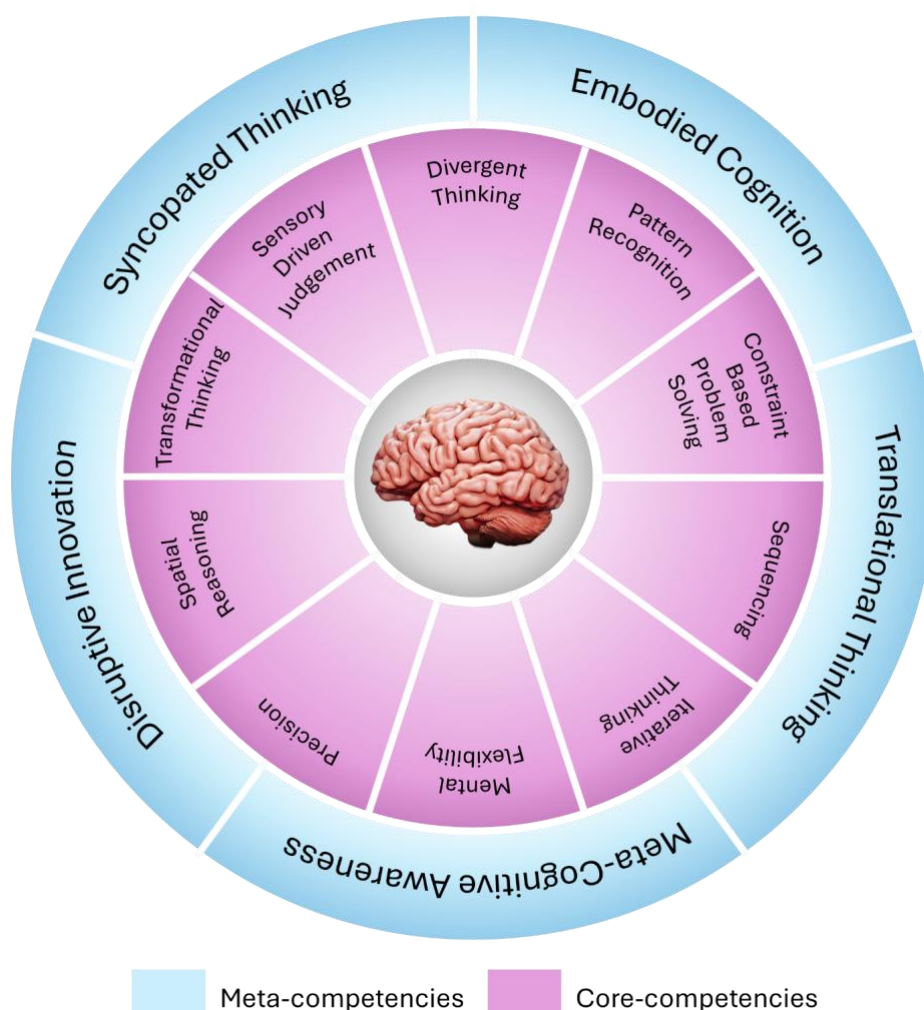 Syncopated Thinking
Embodied Cognition
Translational Thinking
Meta-Cognitive Awareness
Disruptive Innovation
Divergent
Thinking
Pattern
Recognition
Constraint
Based
Problem
Solving
Sequencing
Iterative
Thinking
Mental
Flexibility
Precision
Spatial
Reasoning
Transformational
Thinking
Sensory
Driven
Judgement
Meta-competencies
Core-competencies